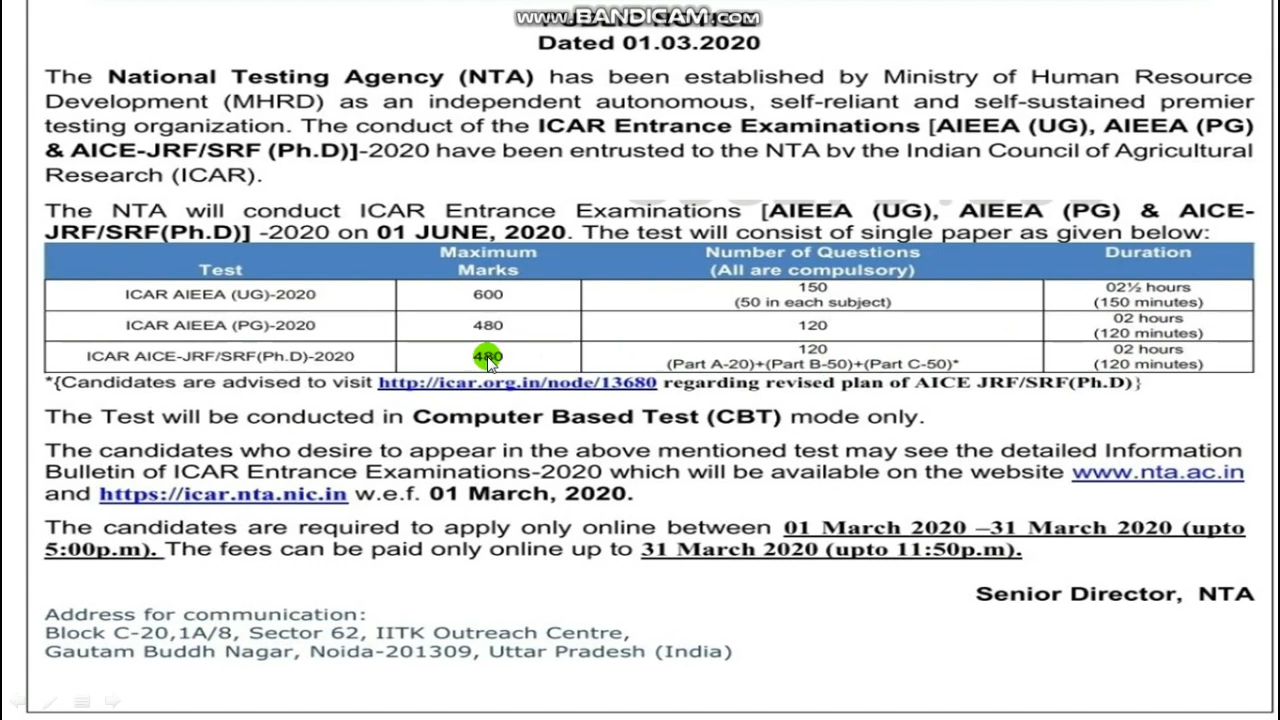 www.BANDICAM.com
Dated 01.03.2020
The National Testing Agency (NTA) has been established by Ministry of Human Resource
Development (MHRD) as an independent autonomous, self-reliant and self-sustained premier
testing organization. The conduct of the ICAR Entrance Examinations [AIEEA (UG), AIEEA (PG)
& AICE-JRF/SRF (Ph.D)]-2020 have been entrusted to the NTA by the Indian Council of Agricultural
Research (ICAR).
The NTA will conduct ICAR Entrance Examinations [AIEEA (UG), AIEEA (PG) & AICE-
JRF/SRF(Ph.D)] -2020 on 01 JUNE, 2020. The test will consist of single paper as given below:
Test Maximum Marks Number of Questions (All are compulsory) Duration
ICAR AIEEA (UG)-2020 600 150 (50 in each subject) 02½ hours (150 minutes)
ICAR AIEEA (PG)-2020 480 120 02 hours (120 minutes)
ICAR AICE-JRF/SRF(Ph.D)-2020 480 120 (Part A-20)+(Part B-50)+(Part C-50)* 02 hours (120 minutes)
*{Candidates are advised to visit http://icar.org.in/node/13680 regarding revised plan of AICE JRF/SRF(Ph.D)}
The Test will be conducted in Computer Based Test (CBT) mode only.
The candidates who desire to appear in the above mentioned test may see the detailed Information
Bulletin of ICAR Entrance Examinations-2020 which will be available on the website www.nta.ac.in
and https://icar.nta.nic.in w.e.f. 01 March, 2020.
The candidates are required to apply only online between 01 March 2020 –31 March 2020 (upto
5:00p.m). The fees can be paid only online up to 31 March 2020 (upto 11:50p.m).
Senior Director, NTA
Address for communication:
Block C-20,1A/8, Sector 62, IITK Outreach Centre,
Gautam Buddh Nagar, Noida-201309, Uttar Pradesh (India)